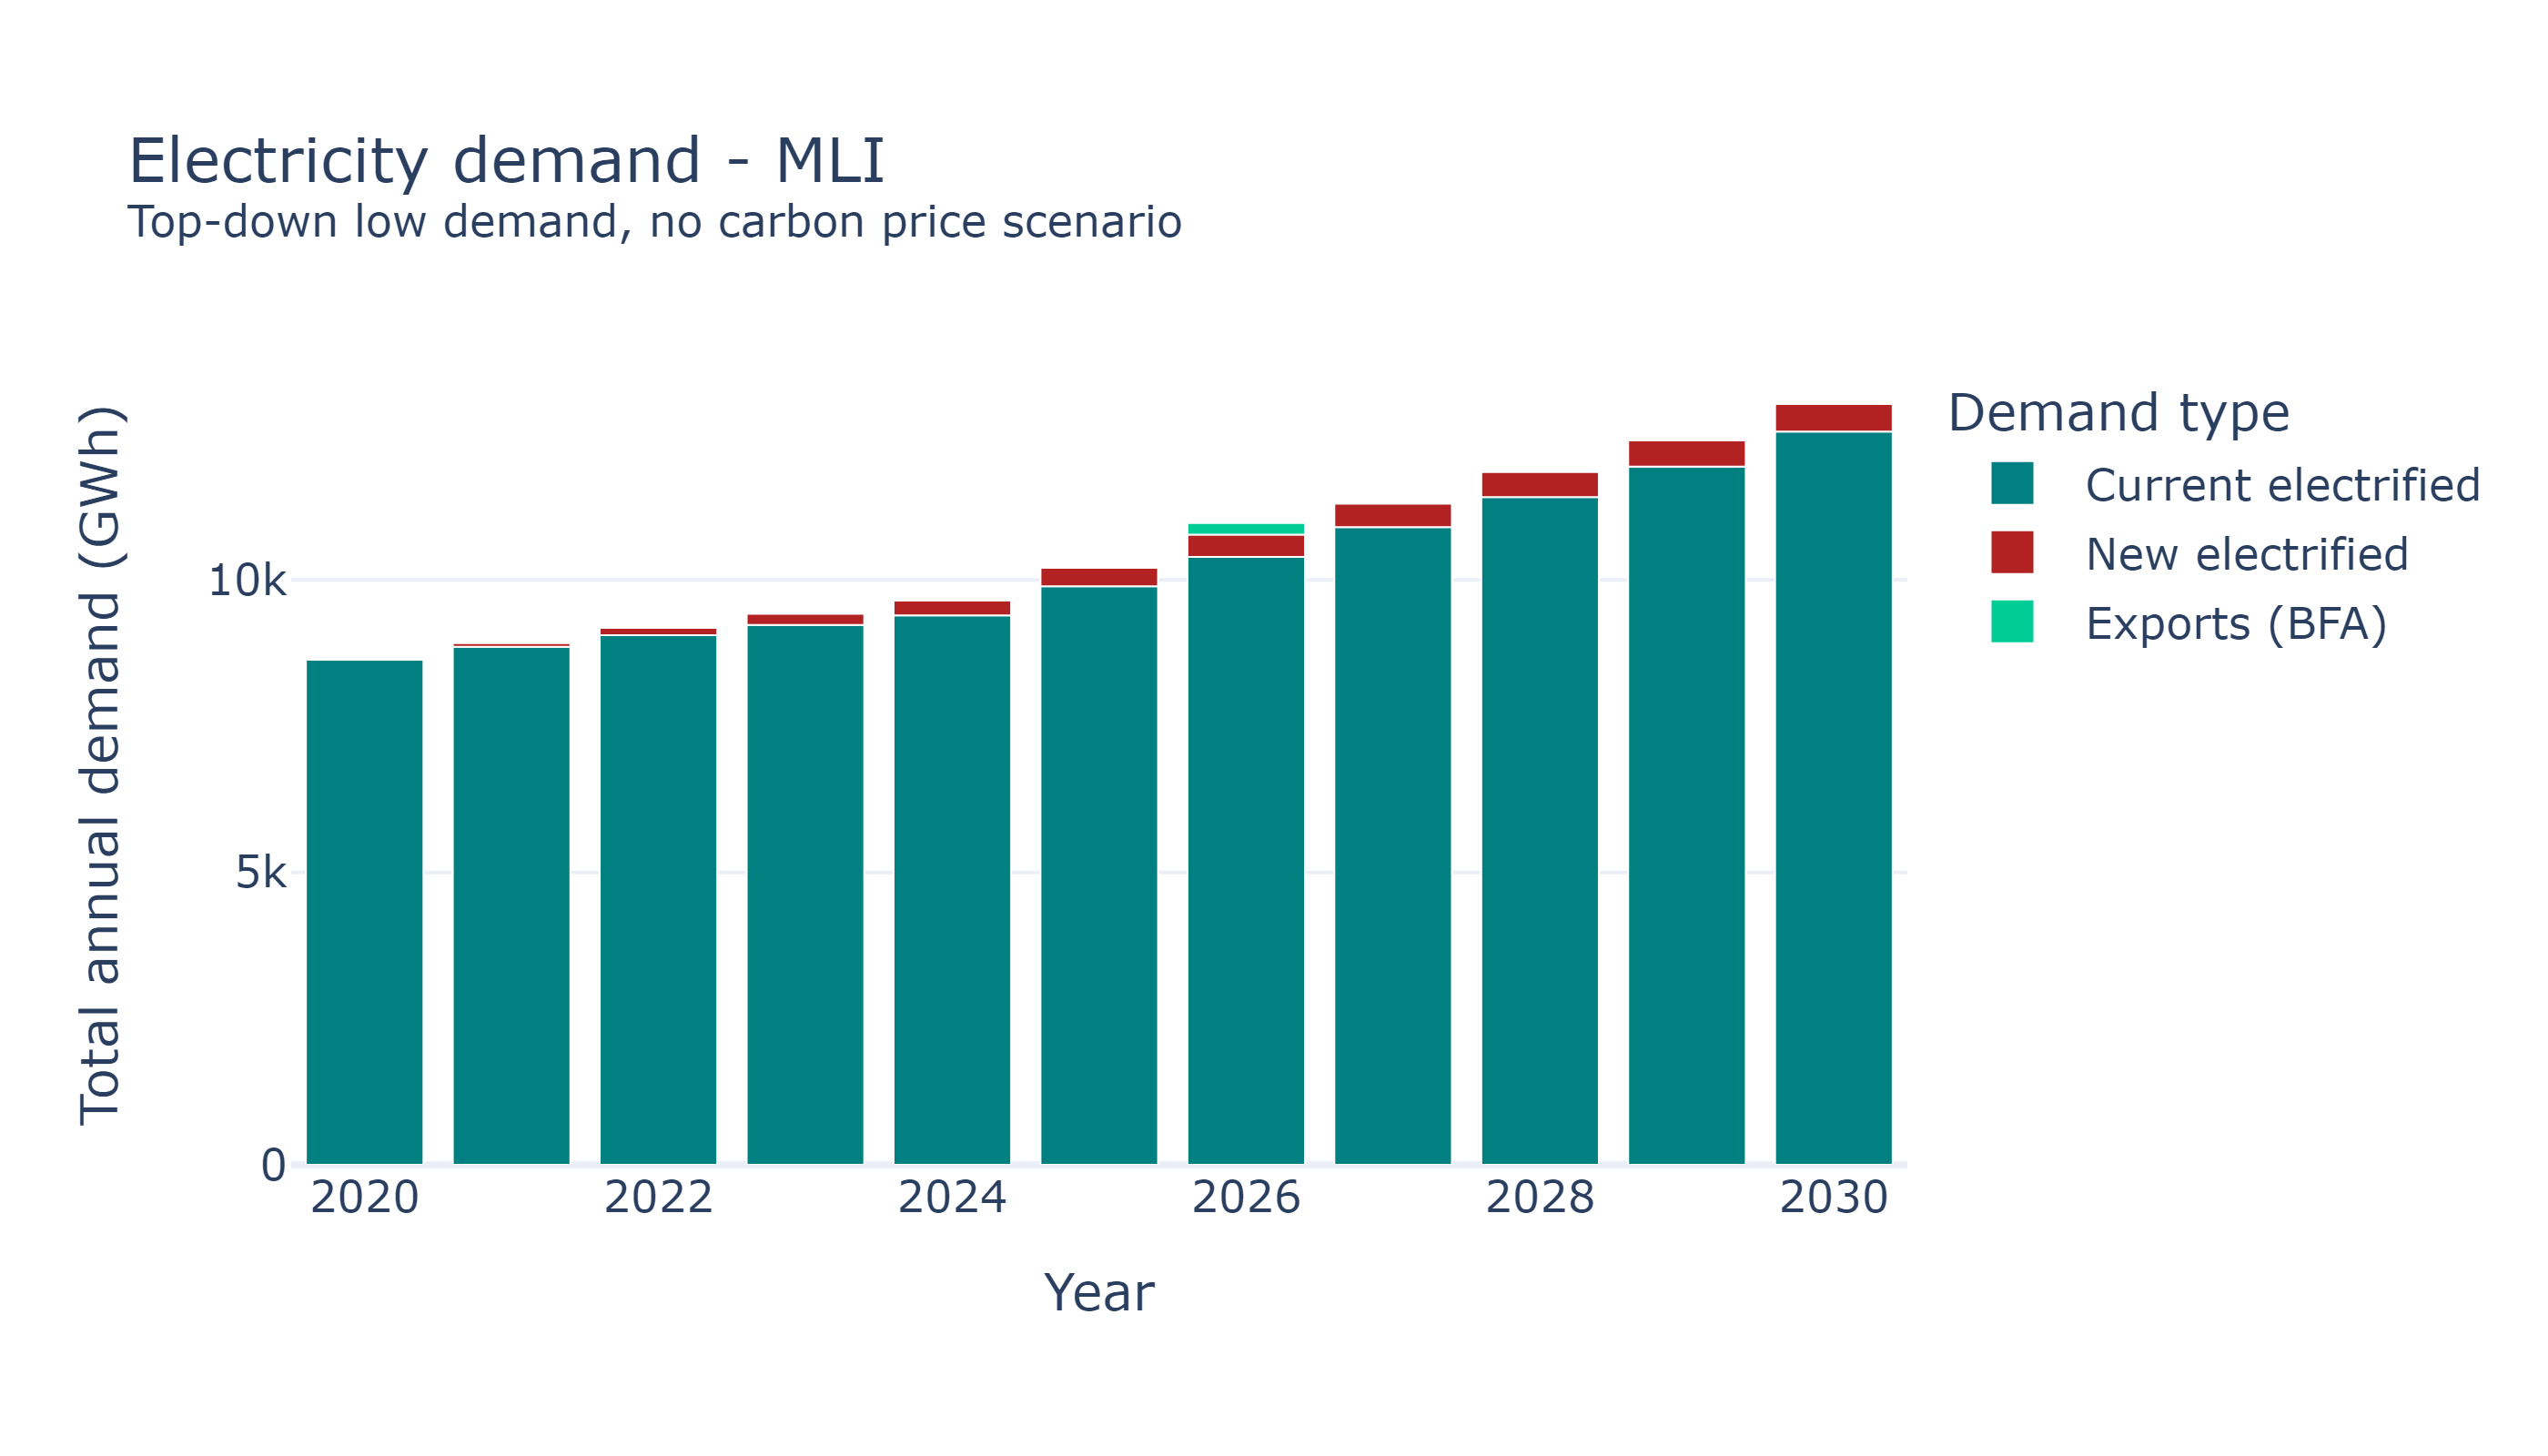 Electricity demand - MLI
Top-down low demand, no carbon price scenario
Total annual demand (GWh)
10k
5k
0
2020 2022 2024 2026 2028 2030
Year
Demand type
Current electrified
New electrified
Exports (BFA)